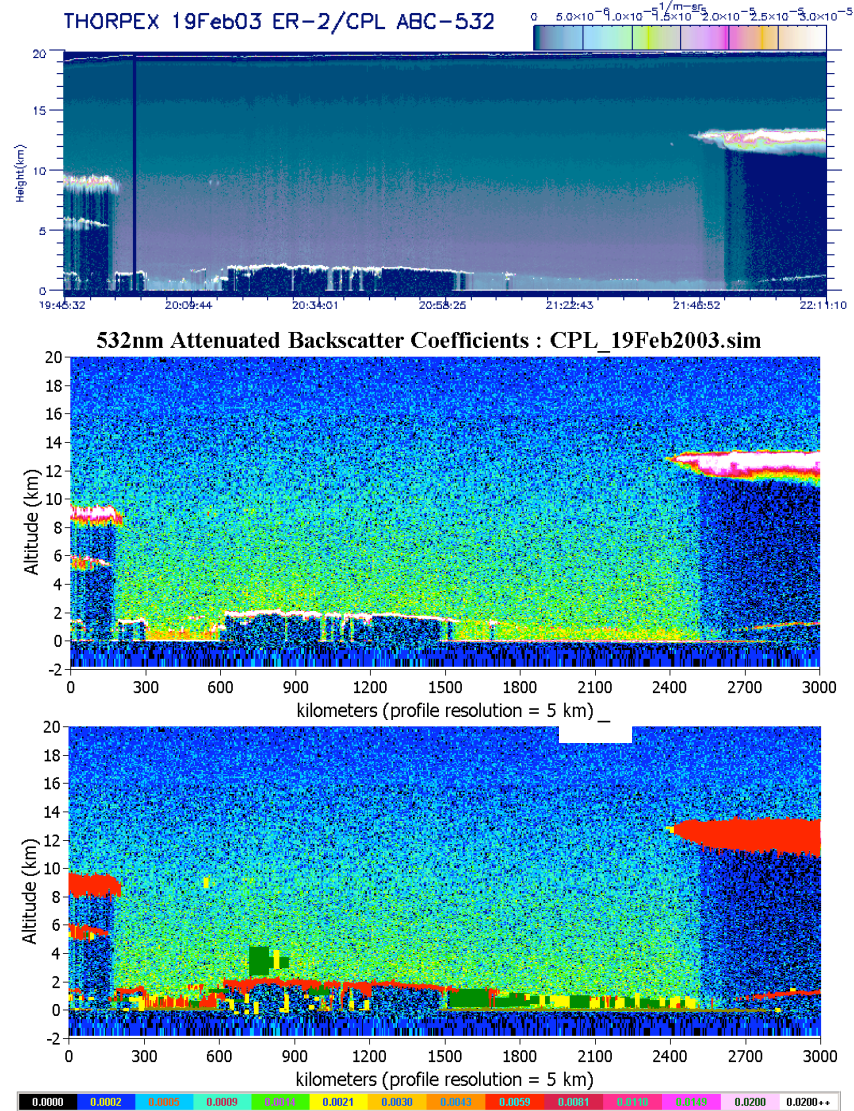 THORPEX 19Feb03 ER-2/CPL ABC-532
1/m-sr
0 5.0×10⁻⁶ 1.0×10⁻⁵ 1.5×10⁻⁵ 2.0×10⁻⁵ 2.5×10⁻⁵ 3.0×10⁻⁵
20
15
10
5
0
Height(km)
19:45:32 20:09:44 20:34:01 20:58:25 21:22:43 21:46:52 22:11:10
532nm Attenuated Backscatter Coefficients : CPL_19Feb2003.sim
20
18
16
14
12
10
8
6
4
2
0
-2
Altitude (km)
0 300 600 900 1200 1500 1800 2100 2400 2700 3000
kilometers (profile resolution = 5 km) _
20
18
16
14
12
10
8
6
4
2
0
-2
Altitude (km)
0 300 600 900 1200 1500 1800 2100 2400 2700 3000
kilometers (profile resolution = 5 km)
0.0000 0.0002 0.0005 0.0009 0.0014 0.0021 0.0030 0.0043 0.0059 0.0081 0.0110 0.0200 0.0200++